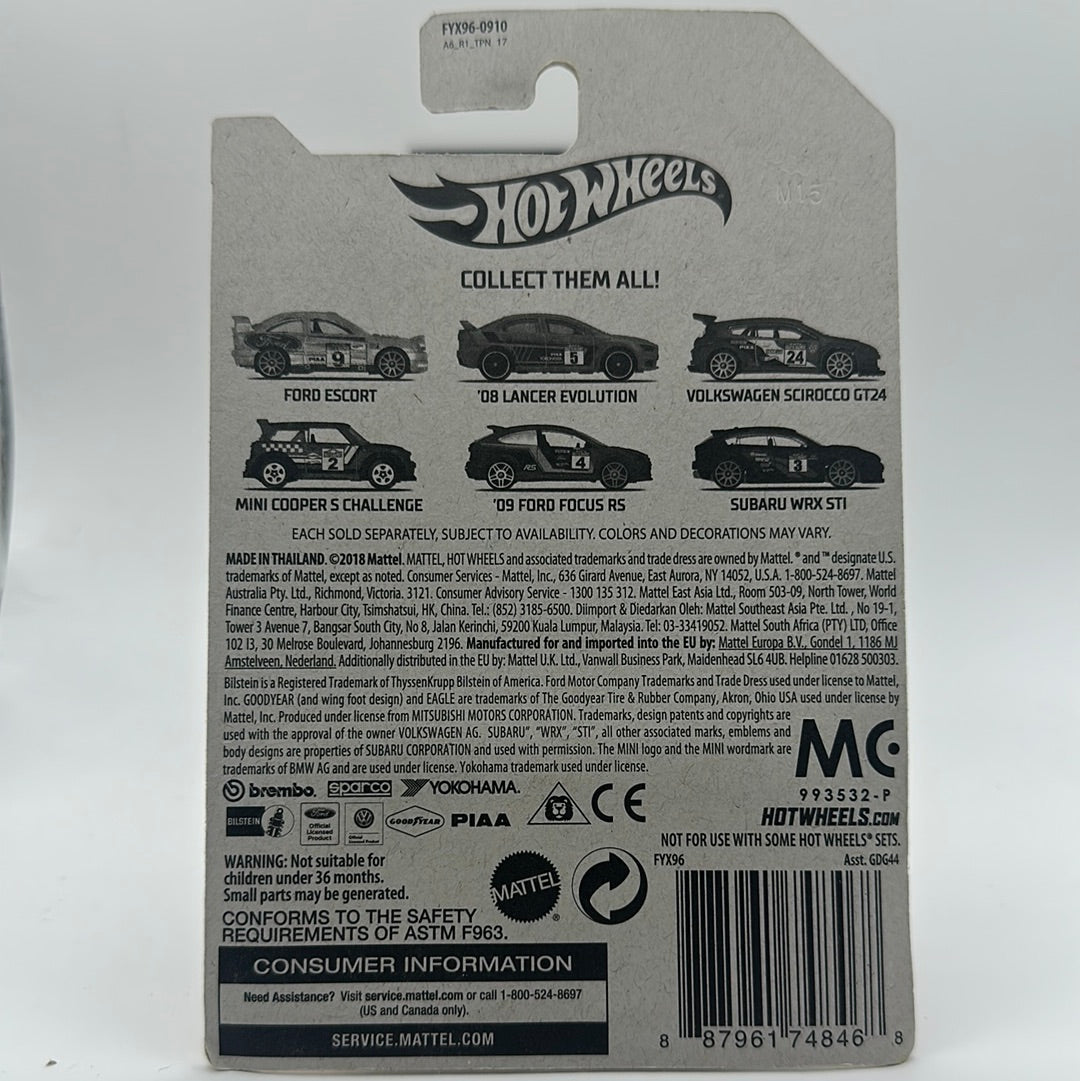 FYX96-0910
A6_R1_TPN 17
HOT WHEELS
M15
COLLECT THEM ALL!
9
5
24
FORD ESCORT '08 LANCER EVOLUTION VOLKSWAGEN SCIROCCO GT24
2
RS 4
3
MINI COOPER S CHALLENGE '09 FORD FOCUS RS SUBARU WRX STI
EACH SOLD SEPARATELY, SUBJECT TO AVAILABILITY. COLORS AND DECORATIONS MAY VARY.
MADE IN THAILAND. ©2018 Mattel. MATTEL, HOT WHEELS and associated trademarks and trade dress are owned by Mattel. ® and ™ designate U.S.
trademarks of Mattel, except as noted. Consumer Services - Mattel, Inc., 636 Girard Avenue, East Aurora, NY 14052, U.S.A. 1-800-524-8697. Mattel
Australia Pty. Ltd., Richmond, Victoria. 3121. Consumer Advisory Service - 1300 135 312. Mattel East Asia Ltd., Room 503-09, North Tower, World
Finance Centre, Harbour City, Tsimshatsui, HK, China. Tel.: (852) 3185-6500. Diimport & Diedarkan Oleh: Mattel Southeast Asia Pte. Ltd. , No 19-1,
Tower 3 Avenue 7, Bangsar South City, No 8, Jalan Kerinchi, 59200 Kuala Lumpur, Malaysia. Tel: 03-33419052. Mattel South Africa (PTY) LTD, Office
102 I3, 30 Melrose Boulevard, Johannesburg 2196. Manufactured for and imported into the EU by: Mattel Europa B.V., Gondel 1, 1186 MJ
Amstelveen, Nederland. Additionally distributed in the EU by: Mattel U.K. Ltd., Vanwall Business Park, Maidenhead SL6 4UB. Helpline 01628 500303.
Bilstein is a Registered Trademark of ThyssenKrupp Bilstein of America. Ford Motor Company Trademarks and Trade Dress used under license to Mattel,
Inc. GOODYEAR (and wing foot design) and EAGLE are trademarks of The Goodyear Tire & Rubber Company, Akron, Ohio USA used under license by
Mattel, Inc. Produced under license from MITSUBISHI MOTORS CORPORATION. Trademarks, design patents and copyrights are
used with the approval of the owner VOLKSWAGEN AG. SUBARU", "WRX", "STI", all other associated marks, emblems and
body designs are properties of SUBARU CORPORATION and used with permission. The MINI logo and the MINI wordmark are
trademarks of BMW AG and are used under license. Yokohama trademark used under license.
MC
993532-P
brembo. sparco YOKOHAMA. CE
BILSTEIN Ford Official Licensed Product Official Licensed Product GOODYEAR PIAA
HOTWHEELS.COM
NOT FOR USE WITH SOME HOT WHEELS® SETS.
FYX96 Asst. GDG44
WARNING: Not suitable for
children under 36 months.
Small parts may be generated.
MATTEL ®
CONFORMS TO THE SAFETY
REQUIREMENTS OF ASTM F963.
CONSUMER INFORMATION
Need Assistance? Visit service.mattel.com or call 1-800-524-8697
(US and Canada only).
SERVICE.MATTEL.COM
8 87961 74846 8